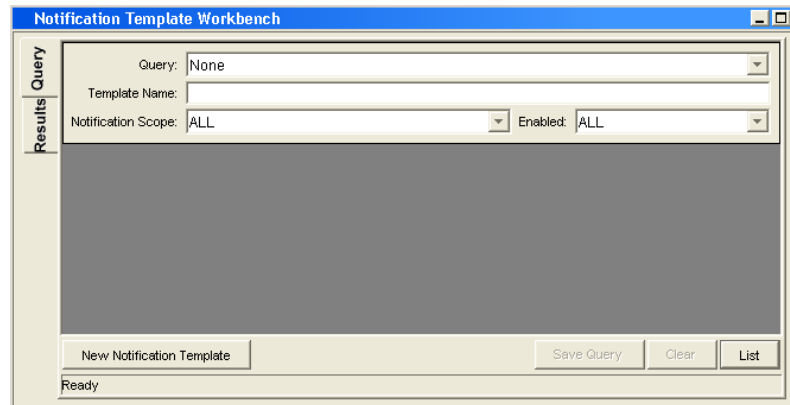 Notification Template Workbench
Query
Results
Query: None
Template Name:
Notification Scope: ALL Enabled: ALL
New Notification Template Save Query Clear List
Ready